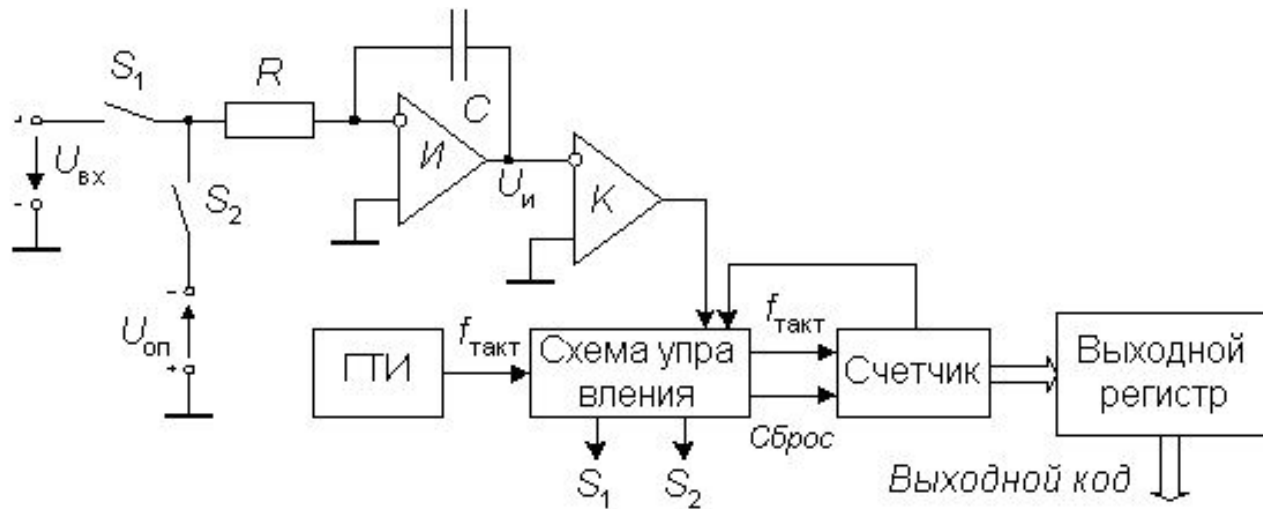 S1
R
C
+
Uвх
-
И
Uи
К
S2
-
Uоп
+
ГТИ
fтакт
Схема упра
вления
fтакт
Сброс
Счетчик
Выходной
регистр
S1
S2
Выходной код